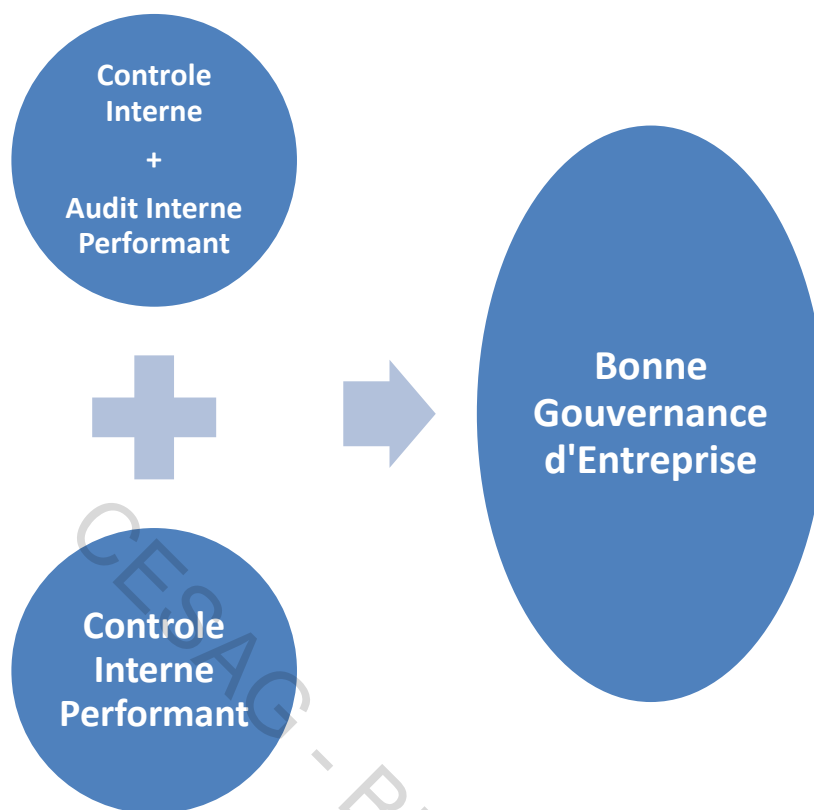 Controle
Interne
+
Audit Interne
Performant
Bonne
Gouvernance
d'Entreprise
Controle
Interne
Performant
CESAG -